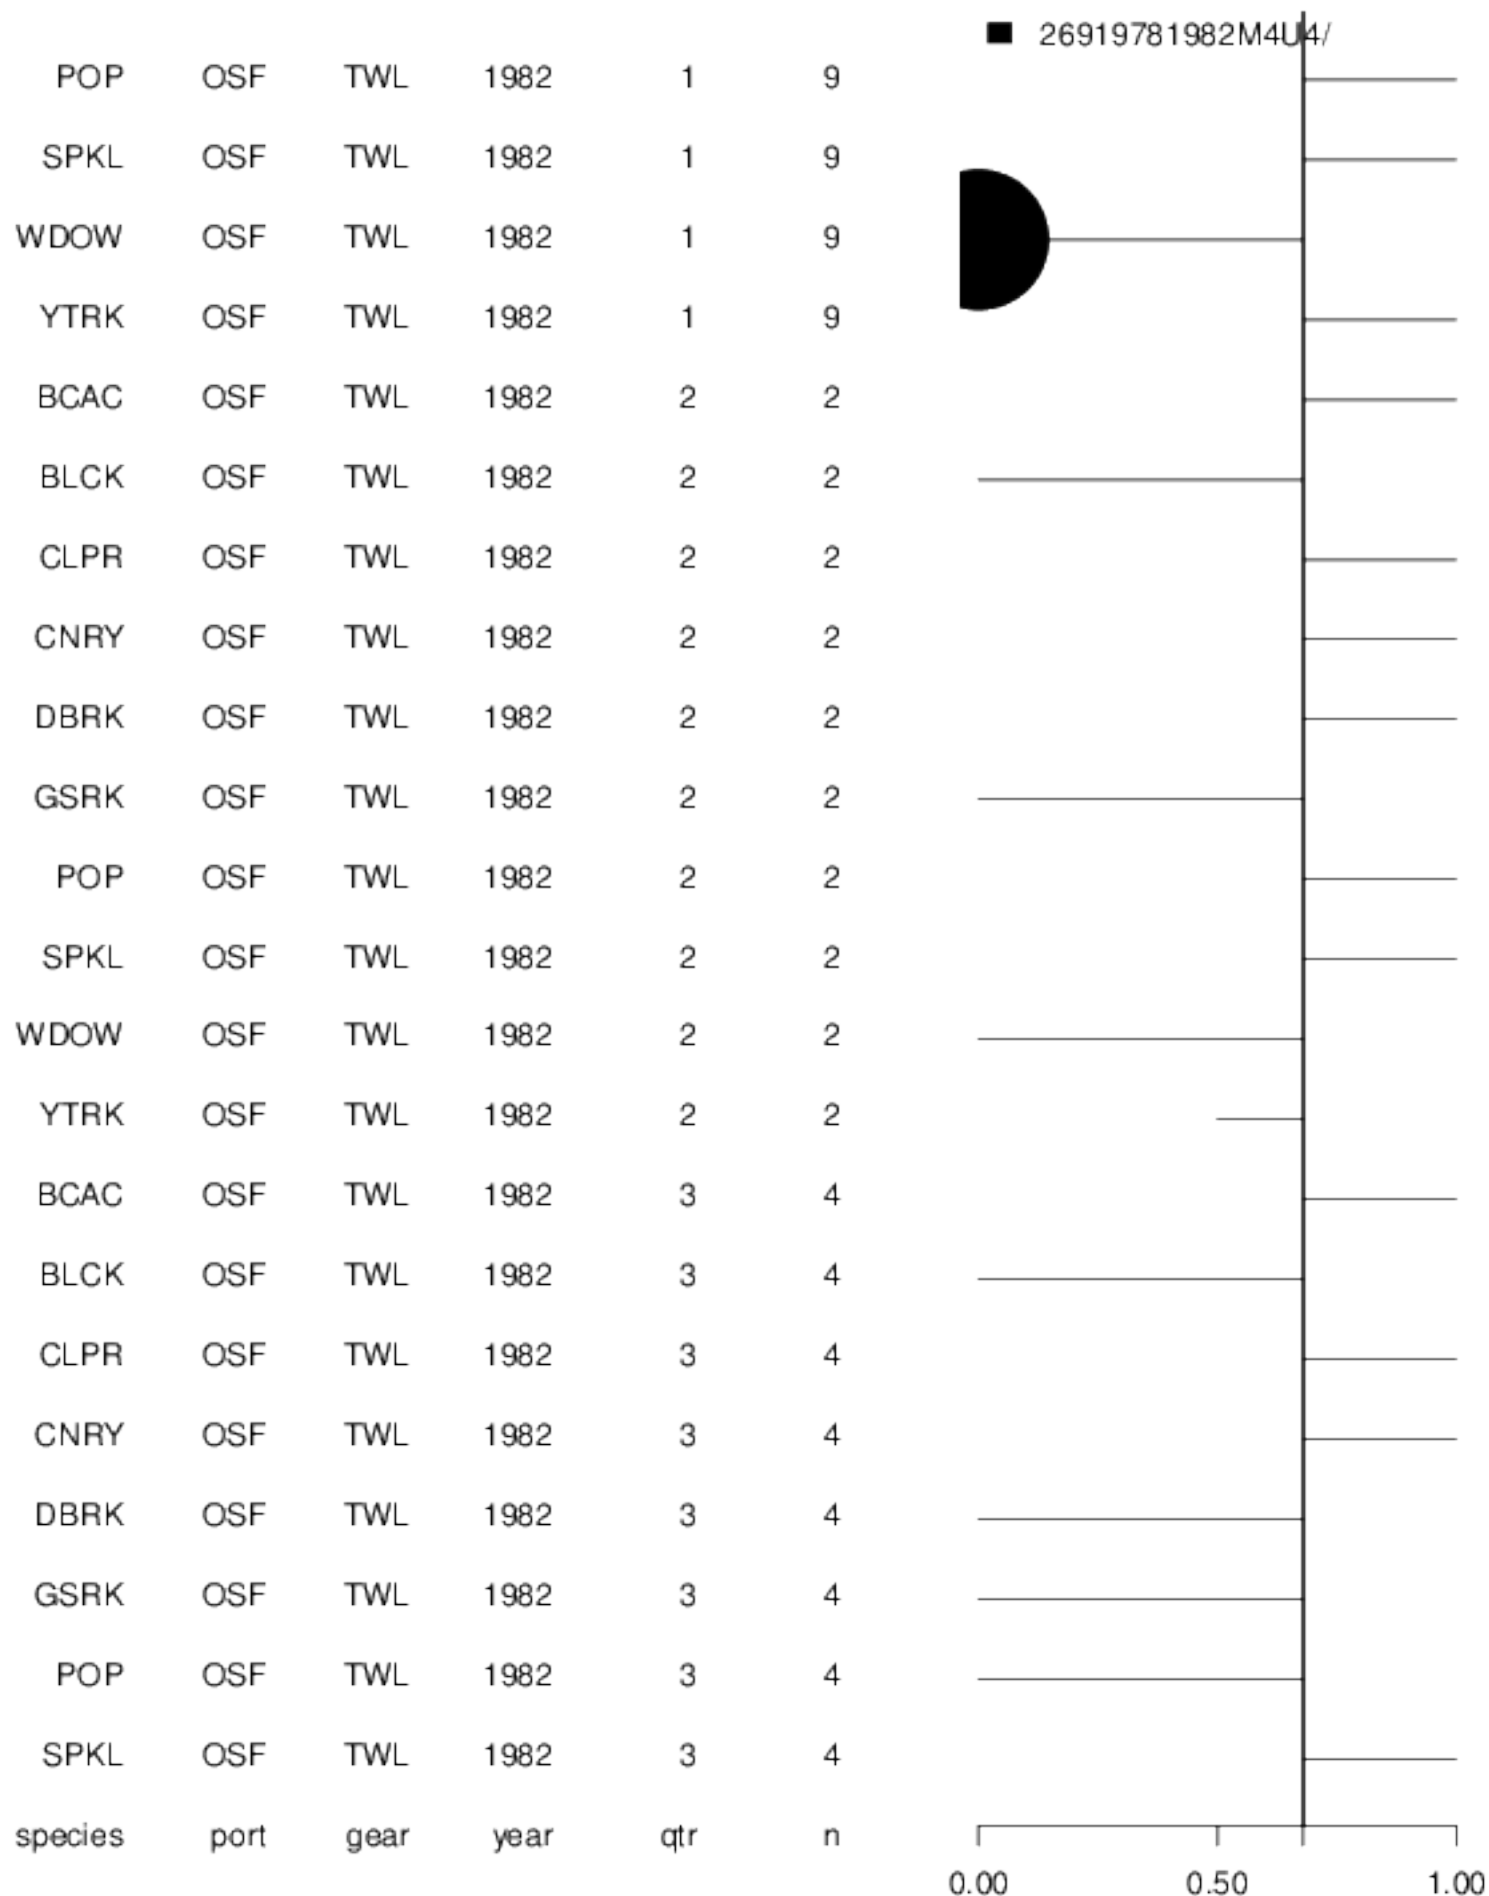 26919781982M4U4/
POP OSF TWL 1982 1 9
SPKL OSF TWL 1982 1 9
WDOW OSF TWL 1982 1 9
YTRK OSF TWL 1982 1 9
BCAC OSF TWL 1982 2 2
BLCK OSF TWL 1982 2 2
CLPR OSF TWL 1982 2 2
CNRY OSF TWL 1982 2 2
DBRK OSF TWL 1982 2 2
GSRK OSF TWL 1982 2 2
POP OSF TWL 1982 2 2
SPKL OSF TWL 1982 2 2
WDOW OSF TWL 1982 2 2
YTRK OSF TWL 1982 2 2
BCAC OSF TWL 1982 3 4
BLCK OSF TWL 1982 3 4
CLPR OSF TWL 1982 3 4
CNRY OSF TWL 1982 3 4
DBRK OSF TWL 1982 3 4
GSRK OSF TWL 1982 3 4
POP OSF TWL 1982 3 4
SPKL OSF TWL 1982 3 4
species port gear year qtr n
0.00 0.50 1.00